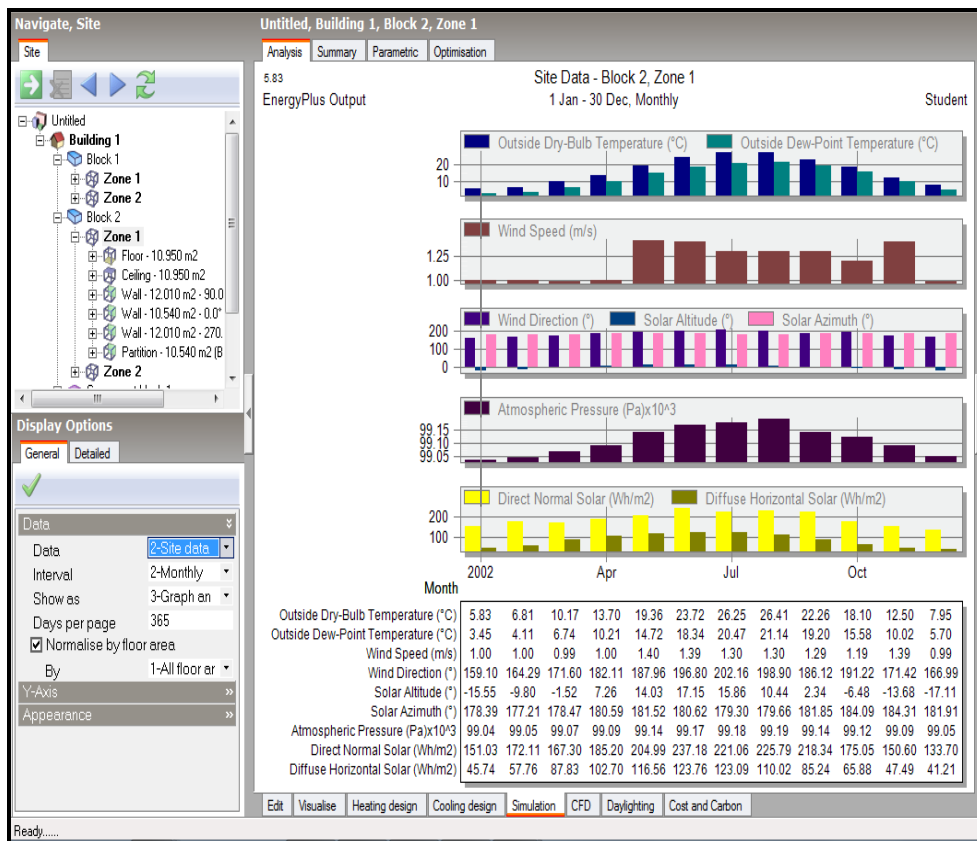 Navigate, Site
Site
Untitled
Building 1
Block 1
Zone 1
Zone 2
Block 2
Zone 1
Floor - 10.950 m2
Ceiling - 10.950 m2
Wall - 12.010 m2 - 90.0
Wall - 10.540 m2 - 0.0°
Wall - 12.010 m2 - 270.
Partition - 10.540 m2 (B
Zone 2
Display Options
General Detailed
Data
Data 2-Site data
Interval 2-Monthly
Show as 3-Graph an
Days per page 365
Normalise by floor area
By 1-All floor ar
Y-Axis
Appearance
Untitled, Building 1, Block 2, Zone 1
Analysis Summary Parametric Optimisation
5.83 Site Data - Block 2, Zone 1
EnergyPlus Output 1 Jan - 30 Dec, Monthly Student
Outside Dry-Bulb Temperature (°C) Outside Dew-Point Temperature (°C)
20
10
Wind Speed (m/s)
1.25
1.00
Wind Direction (°) Solar Altitude (°) Solar Azimuth (°)
200
100
0
Atmospheric Pressure (Pa)x10^3
99.15
99.10
99.05
Direct Normal Solar (Wh/m2) Diffuse Horizontal Solar (Wh/m2)
200
100
2002 Apr Jul Oct
Month
Outside Dry-Bulb Temperature (°C) 5.83 6.81 10.17 13.70 19.36 23.72 26.25 26.41 22.26 18.10 12.50 7.95
Outside Dew-Point Temperature (°C) 3.45 4.11 6.74 10.21 14.72 18.34 20.47 21.14 19.20 15.58 10.02 5.70
Wind Speed (m/s) 1.00 1.00 0.99 1.00 1.40 1.39 1.30 1.30 1.29 1.19 1.39 0.99
Wind Direction (°) 159.10 164.29 171.60 182.11 187.96 196.80 202.16 198.90 186.12 191.22 171.42 166.99
Solar Altitude (°) -15.55 -9.80 -1.52 7.26 14.03 17.15 15.86 10.44 2.34 -6.48 -13.68 -17.11
Solar Azimuth (°) 178.39 177.21 178.47 180.59 181.52 180.62 179.30 179.66 181.85 184.09 184.31 181.91
Atmospheric Pressure (Pa)x10^3 99.04 99.05 99.07 99.09 99.14 99.17 99.18 99.19 99.14 99.12 99.09 99.05
Direct Normal Solar (Wh/m2) 151.03 172.11 167.30 185.20 204.99 237.18 221.06 225.79 218.34 175.05 150.60 133.70
Diffuse Horizontal Solar (Wh/m2) 45.74 57.76 87.83 102.70 116.56 123.76 123.09 110.02 85.24 65.88 47.49 41.21
Edit Visualise Heating design Cooling design Simulation CFD Daylighting Cost and Carbon
Ready......